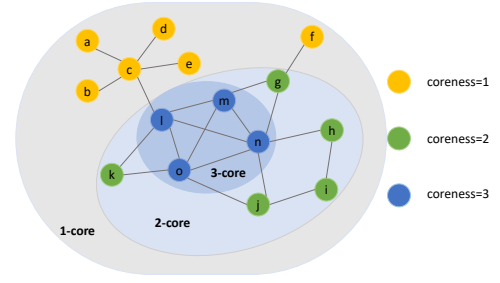 d
f
a
c
e
coreness=1
g
b
m
l
h
coreness=2
n
k
o
3-core
i
coreness=3
j
2-core
1-core